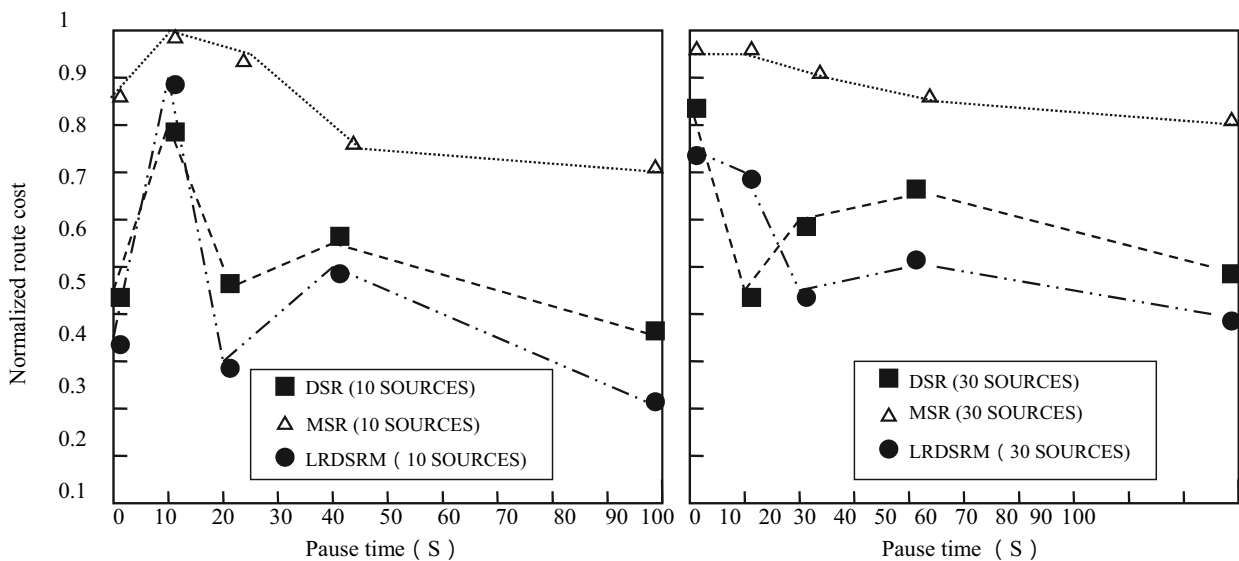 Normalized route cost
1
0.9
0.8
0.7
0.6
0.5
0.4
0.3
0.2
0.1
DSR (10 SOURCES)
MSR (10 SOURCES)
LRDSRM ( 10 SOURCES)
0 10 20 30 40 50 60 70 80 90 100
Pause time ( S )
DSR (30 SOURCES)
MSR (30 SOURCES)
LRDSRM ( 30 SOURCES)
0 10 20 30 40 50 60 70 80 90 100
Pause time ( S )